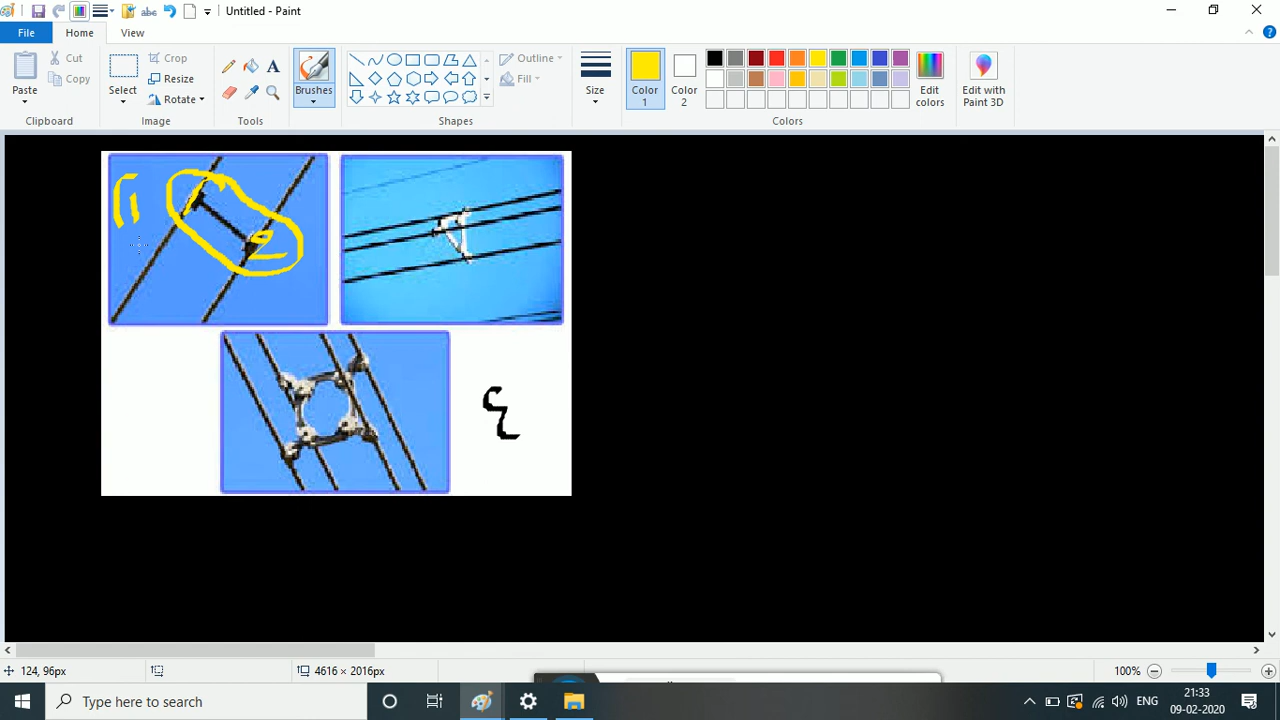 Untitled - Paint
File
Home
View
Paste
Cut
Copy
Clipboard
Select
Crop
Resize
Rotate
Image
A
Tools
Brushes
Shapes
Outline
Fill
Size
Color 1
Color 2
Colors
Edit colors
Edit with Paint 3D
2
124, 96px
4616 × 2016px
100%
Type here to search
ENG
21:33
09-02-2020